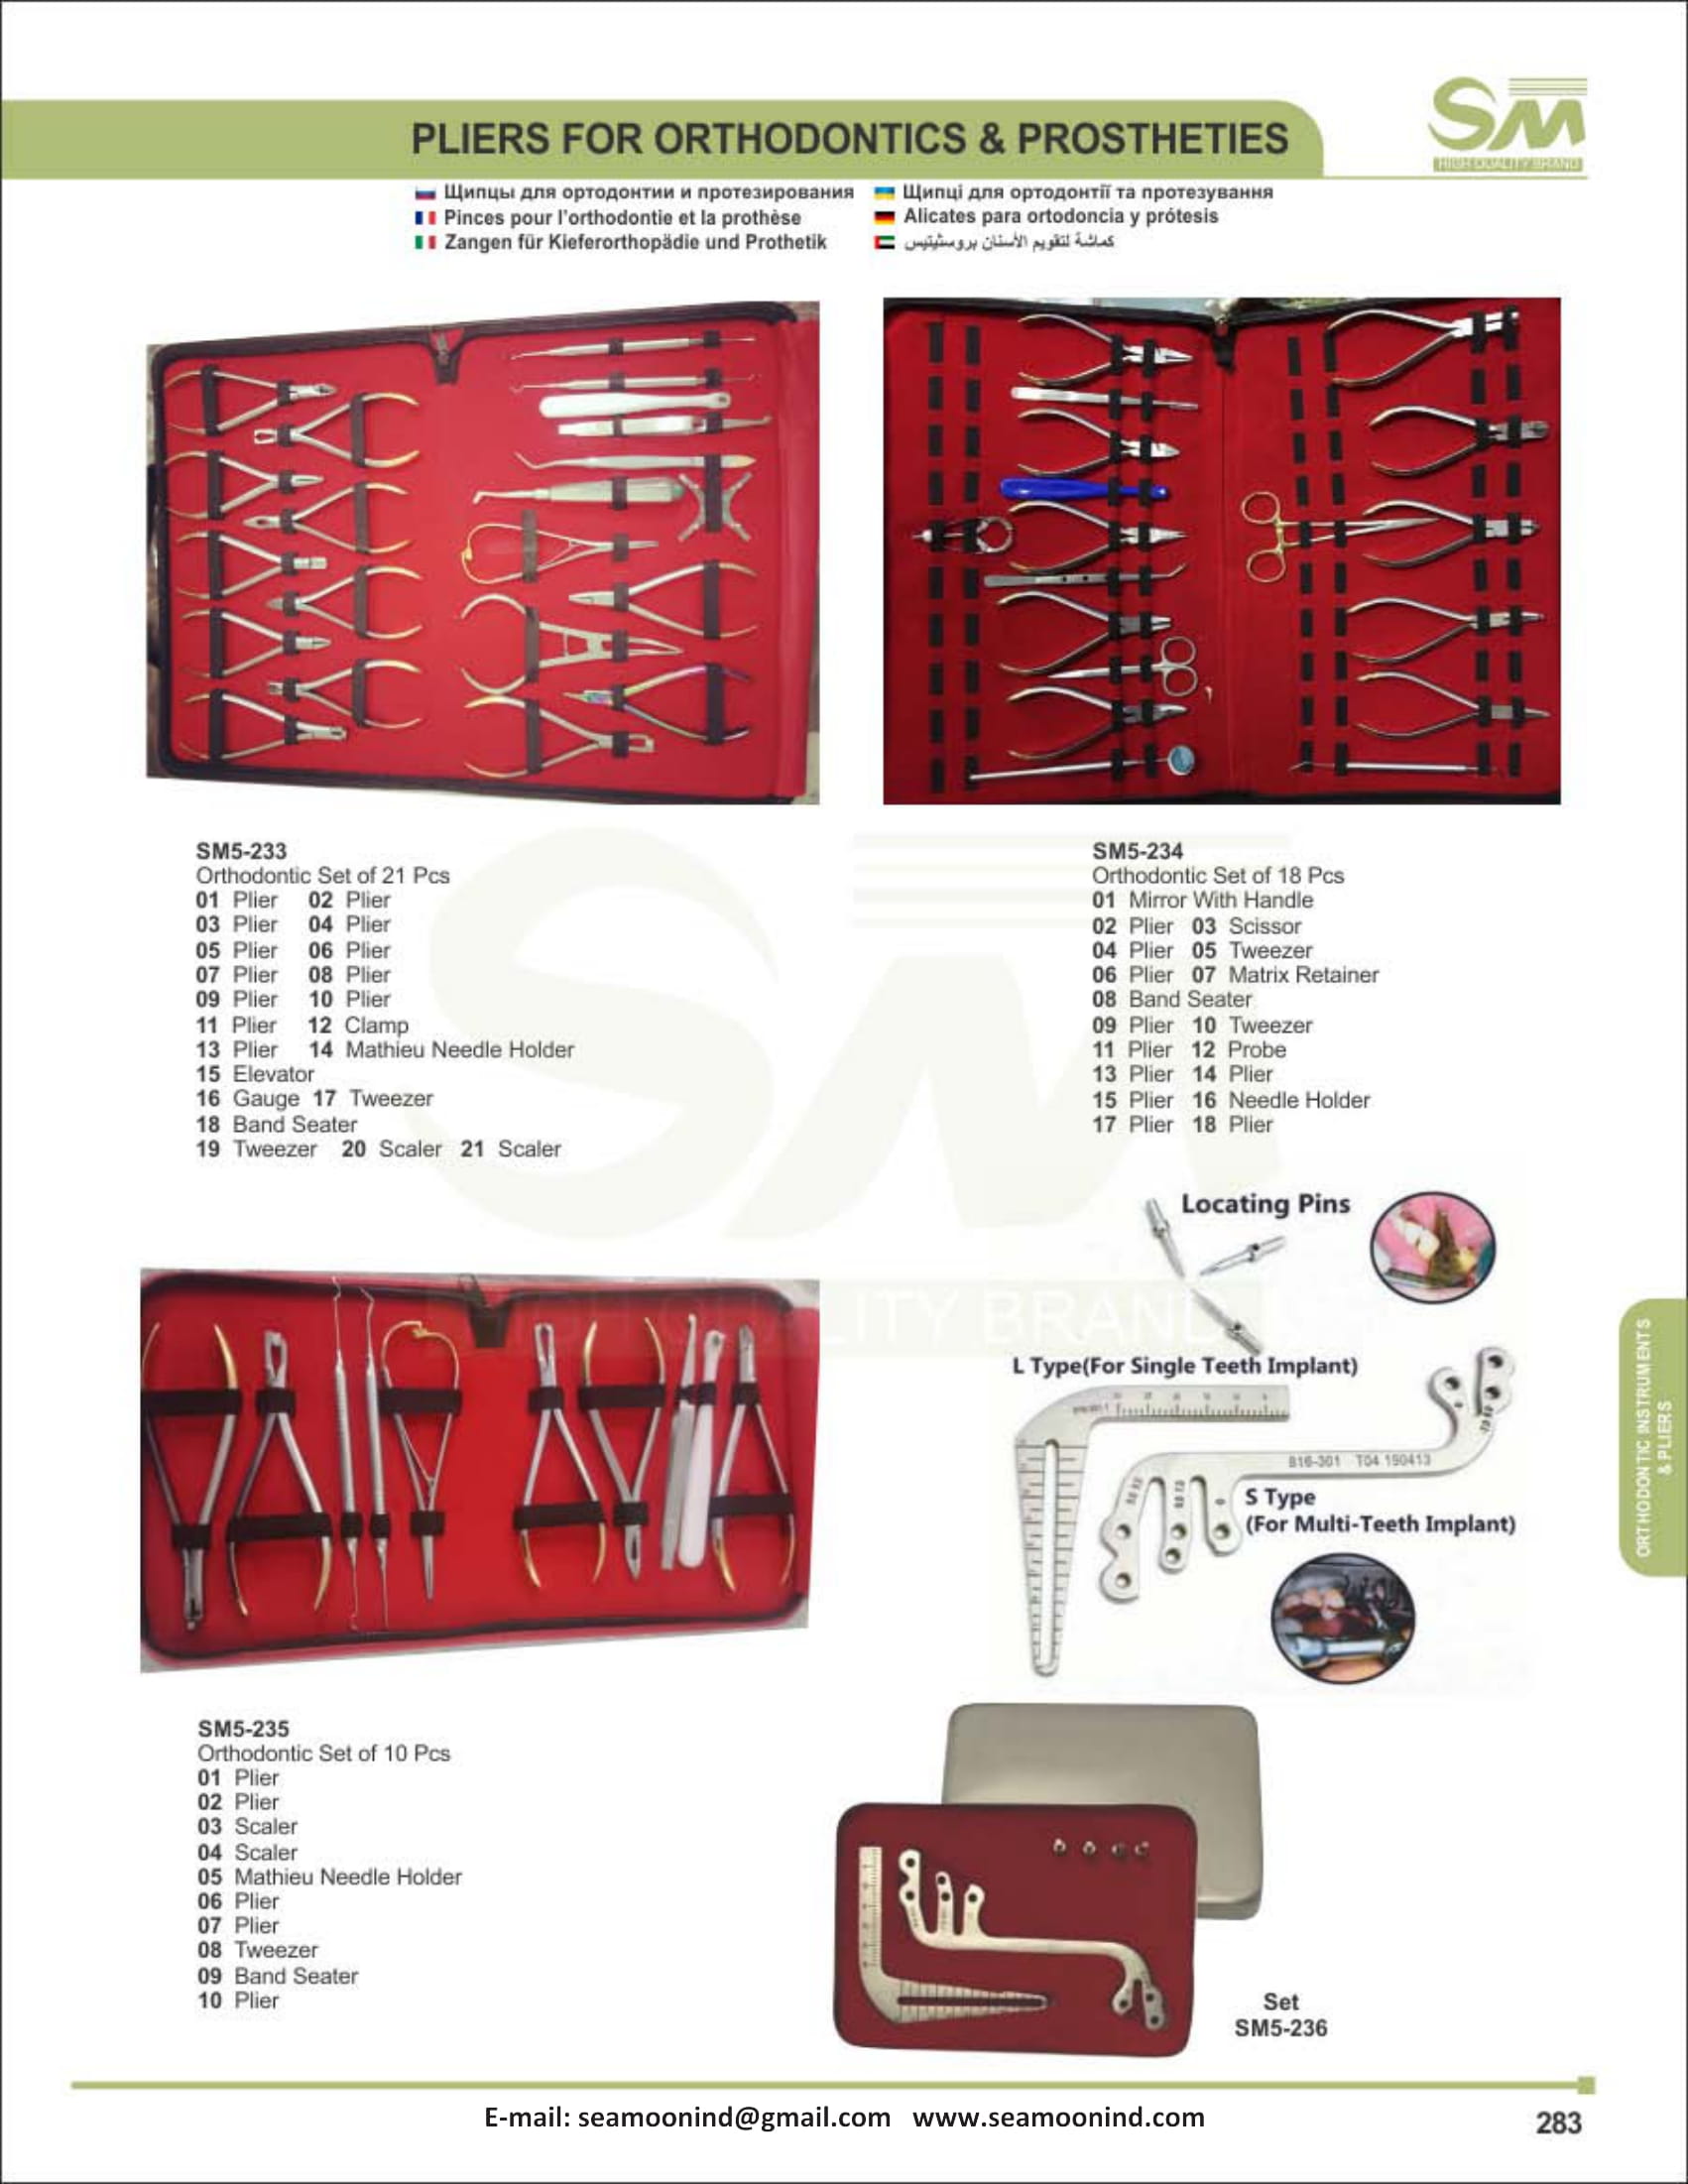 SM
HIGH QUALITY BRAND
PLIERS FOR ORTHODONTICS & PROSTHETIES
Щипцы для ортодонтии и протезирования
Щипці для ортодонтії та протезування
Pinces pour l'orthodontie et la prothèse
Alicates para ortodoncia y prótesis
Zangen für Kieferorthopädie und Prothetik
كماشة لتقويم الأسنان بروسثيتيس
SM5-233
Orthodontic Set of 21 Pcs
01 Plier 02 Plier
03 Plier 04 Plier
05 Plier 06 Plier
07 Plier 08 Plier
09 Plier 10 Plier
11 Plier 12 Clamp
13 Plier 14 Mathieu Needle Holder
15 Elevator
16 Gauge 17 Tweezer
18 Band Seater
19 Tweezer 20 Scaler 21 Scaler
SM5-234
Orthodontic Set of 18 Pcs
01 Mirror With Handle
02 Plier 03 Scissor
04 Plier 05 Tweezer
06 Plier 07 Matrix Retainer
08 Band Seater
09 Plier 10 Tweezer
11 Plier 12 Probe
13 Plier 14 Plier
15 Plier 16 Needle Holder
17 Plier 18 Plier
Locating Pins
L Type(For Single Teeth Implant)
816-301 T04 150413
S Type
(For Multi-Teeth Implant)
ORTHODONTIC INSTRUMENTS
& PLIERS
SM5-235
Orthodontic Set of 10 Pcs
01 Plier
02 Plier
03 Scaler
04 Scaler
05 Mathieu Needle Holder
06 Plier
07 Plier
08 Tweezer
09 Band Seater
10 Plier
Set
SM5-236
E-mail: seamoonind@gmail.com www.seamoonind.com
283